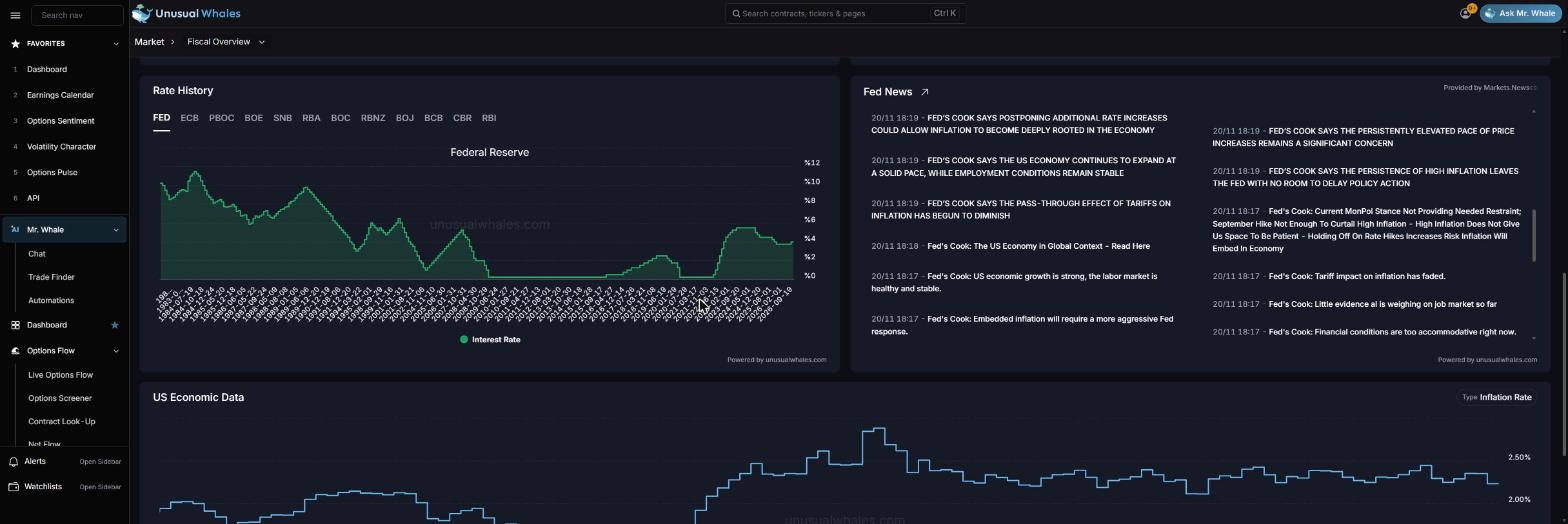 Search nav
Unusual Whales
Search contracts, tickers & pages
Ctrl K
9+
Ask Mr. Whale
FAVORITES
1 Dashboard
2 Earnings Calendar
3 Options Sentiment
4 Volatility Character
5 Options Pulse
6 API
Mr. Whale
Chat
Trade Finder
Automations
Dashboard
Options Flow
Live Options Flow
Options Screener
Contract Look-Up
Net Flow
Alerts
Open Sidebar
Watchlists
Open Sidebar
Market > Fiscal Overview
Rate History
FED ECB PBOC BOE SNB RBA BOC RBNZ BOJ BCB CBR RBI
Federal Reserve
%12
%10
%8
%6
%4
%2
%0
unusualwhales.com
Interest Rate
Powered by unusualwhales.com
Fed News
Provided by Markets.News
20/11 18:19 - FED'S COOK SAYS POSTPONING ADDITIONAL RATE INCREASES
COULD ALLOW INFLATION TO BECOME DEEPLY ROOTED IN THE ECONOMY
20/11 18:19 - FED'S COOK SAYS THE US ECONOMY CONTINUES TO EXPAND AT
A SOLID PACE, WHILE EMPLOYMENT CONDITIONS REMAIN STABLE
20/11 18:19 - FED'S COOK SAYS THE PASS-THROUGH EFFECT OF TARIFFS ON
INFLATION HAS BEGUN TO DIMINISH
20/11 18:18 - Fed's Cook: The US Economy in Global Context - Read Here
20/11 18:17 - Fed's Cook: US economic growth is strong, the labor market is
healthy and stable.
20/11 18:17 - Fed's Cook: Embedded inflation will require a more aggressive Fed
response.
20/11 18:19 - FED'S COOK SAYS THE PERSISTENTLY ELEVATED PACE OF PRICE
INCREASES REMAINS A SIGNIFICANT CONCERN
20/11 18:19 - FED'S COOK SAYS THE PERSISTENCE OF HIGH INFLATION LEAVES
THE FED WITH NO ROOM TO DELAY POLICY ACTION
20/11 18:17 - Fed's Cook: Current MonPol Stance Not Providing Needed Restraint;
September Hike Not Enough To Curtail High Inflation - High Inflation Does Not Give
Us Space To Be Patient - Holding Off On Rate Hikes Increases Risk Inflation Will
Embed In Economy
20/11 18:17 - Fed's Cook: Tariff impact on inflation has faded.
20/11 18:17 - Fed's Cook: Little evidence ai is weighing on job market so far
20/11 18:17 - Fed's Cook: Financial conditions are too accommodative right now.
Powered by unusualwhales.com
US Economic Data
Type Inflation Rate
2.50%
2.00%
unusualwhales.com